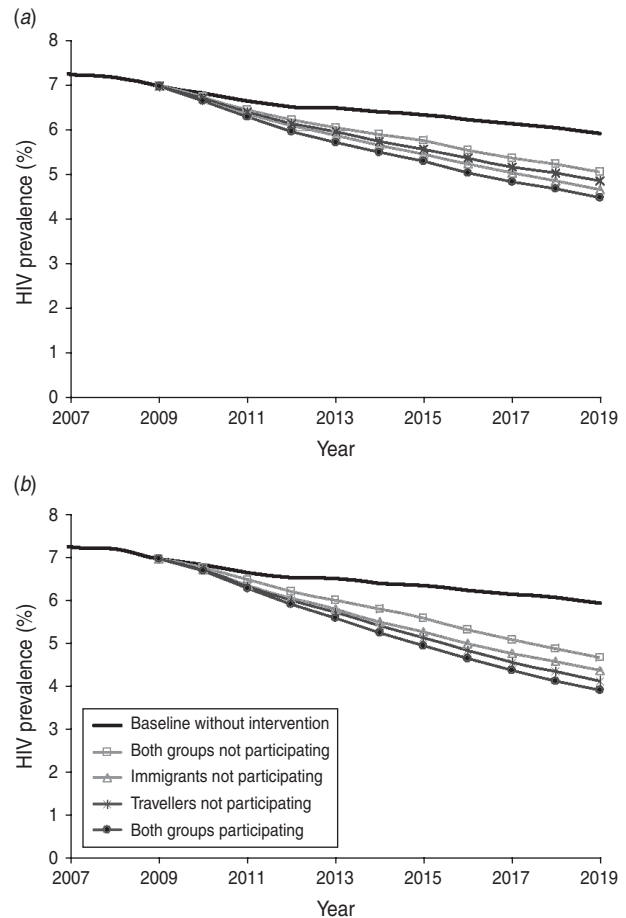 (a)
8
7
6
5
4
3
2
1
0
HIV prevalence (%)
2007 2009 2011 2013 2015 2017 2019
Year
(b)
8
7
6
5
4
3
2
1
0
HIV prevalence (%)
Baseline without intervention
Both groups not participating
Immigrants not participating
Travellers not participating
Both groups participating
2007 2009 2011 2013 2015 2017 2019
Year